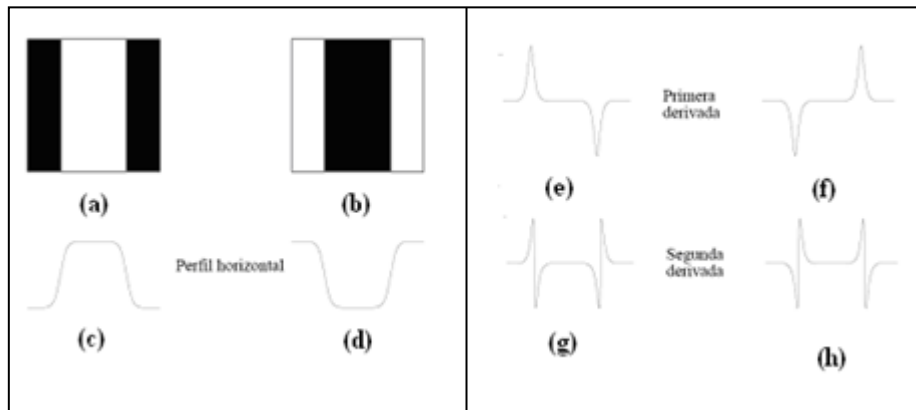 (a)
(b)
Perfil horizontal
(c)
(d)
Primera
derivada
(e)
(f)
Segunda
derivada
(g)
(h)